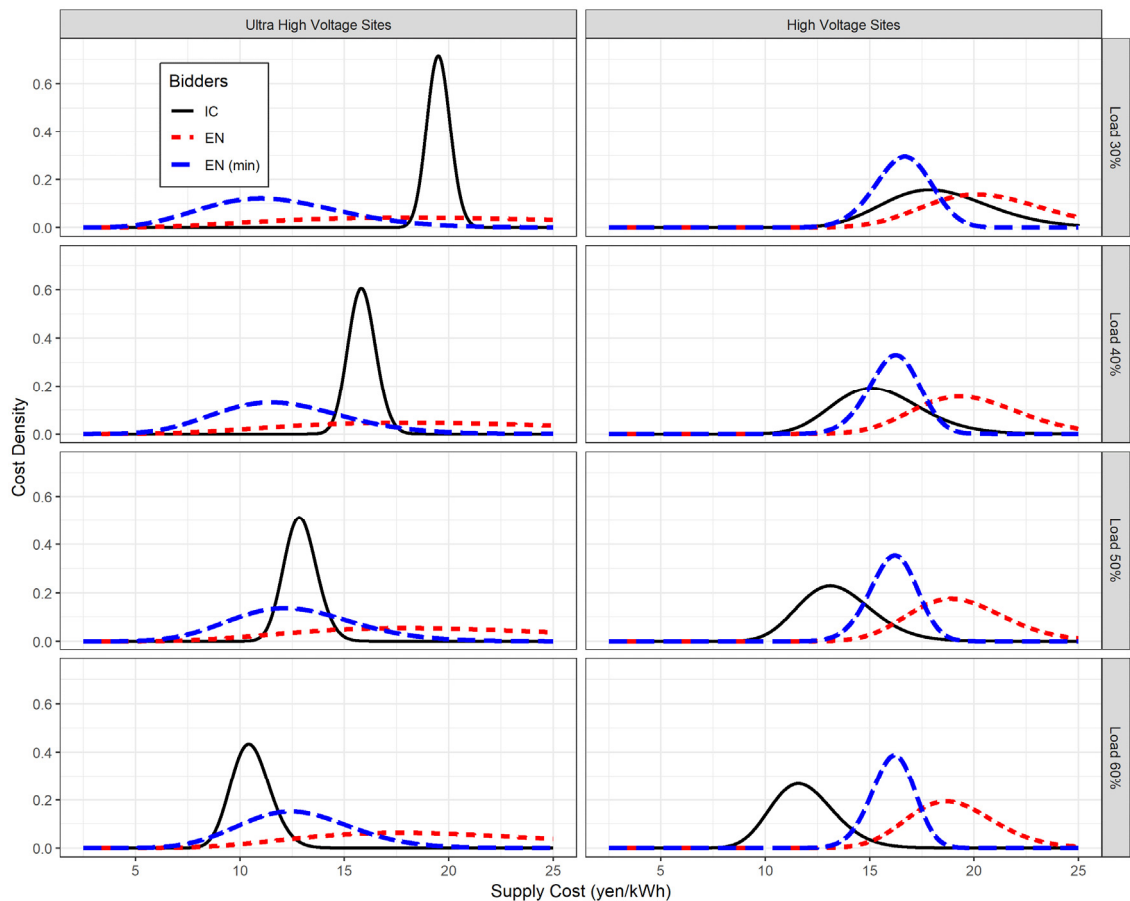 Ultra High Voltage Sites
High Voltage Sites
0.6
0.4
0.2
0.0
Bidders
IC
EN
EN (min)
Load 30%
0.6
0.4
0.2
0.0
Load 40%
Cost Density
0.6
0.4
0.2
0.0
Load 50%
0.6
0.4
0.2
0.0
Load 60%
5 10 15 20 25
5 10 15 20 25
Supply Cost (yen/kWh)